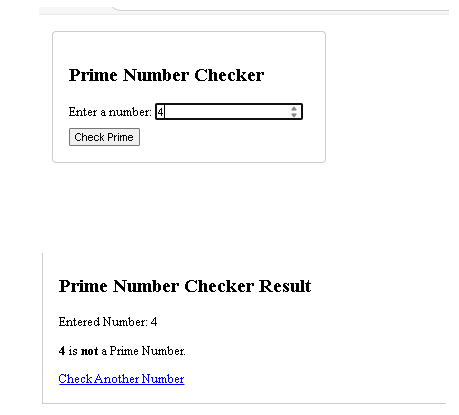 Prime Number Checker
Enter a number: 4
Check Prime
Prime Number Checker Result
Entered Number: 4
4 is not a Prime Number.
Check Another Number